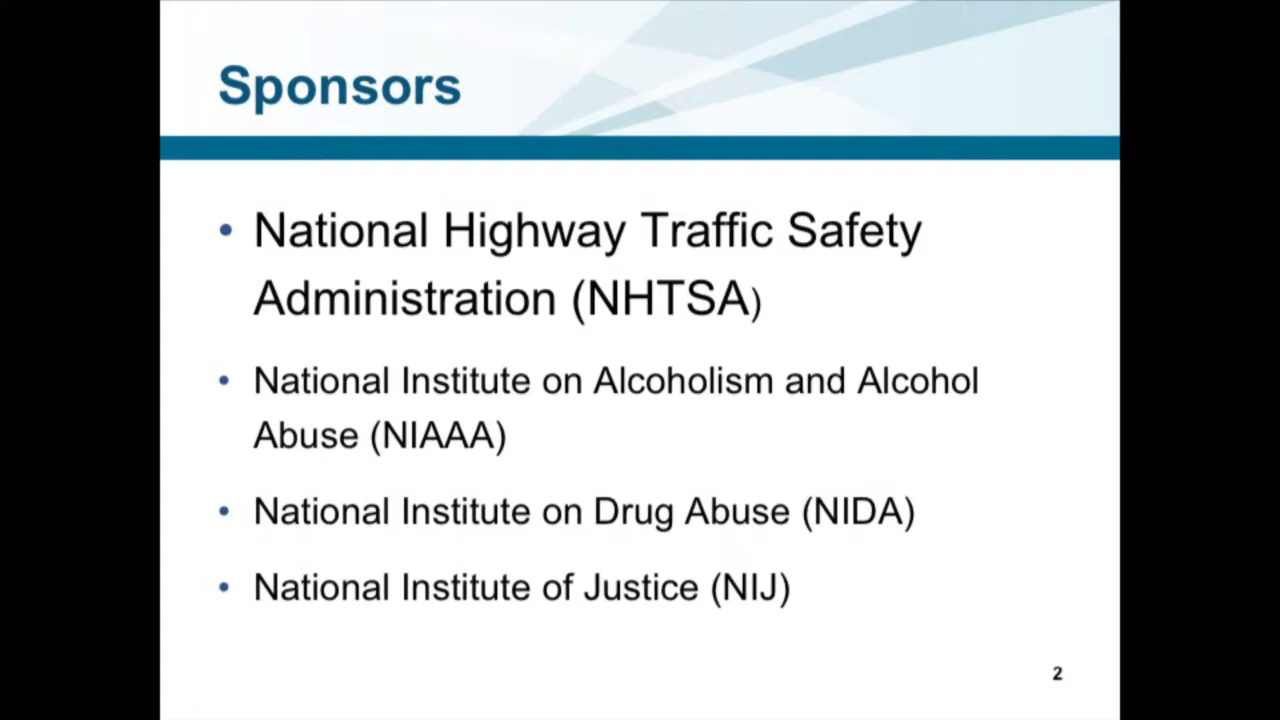 Sponsors
• National Highway Traffic Safety
Administration (NHTSA)
• National Institute on Alcoholism and Alcohol
Abuse (NIAAA)
• National Institute on Drug Abuse (NIDA)
• National Institute of Justice (NIJ)
2